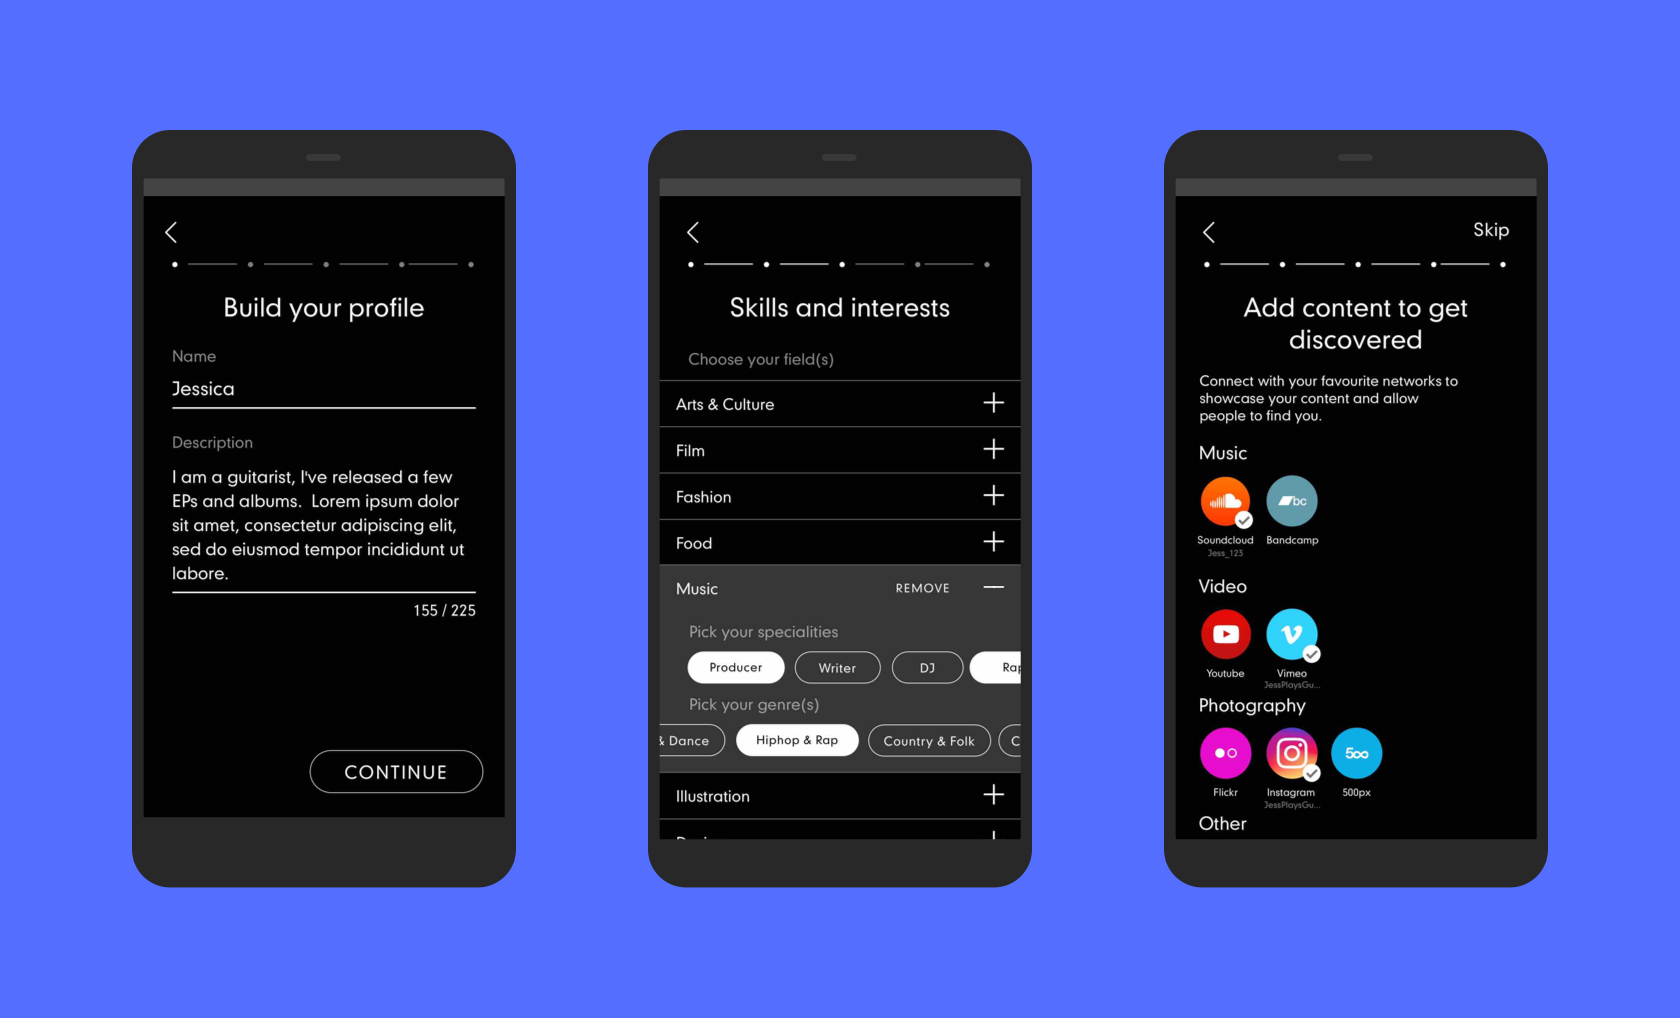 Build your profile
Name
Jessica
Description
I am a guitarist, I've released a few
EPs and albums.  Lorem ipsum dolor
sit amet, consectetur adipiscing elit,
sed do eiusmod tempor incididunt ut
labore.
155 / 225
CONTINUE
Skills and interests
Choose your field(s)
Arts & Culture
Film
Fashion
Food
Music REMOVE
Pick your specialities
Producer Writer DJ Rap
Pick your genre(s)
& Dance Hiphop & Rap Country & Folk C
Illustration
Skip
Add content to get
discovered
Connect with your favourite networks to
showcase your content and allow
people to find you.
Music
bc
Soundcloud Bandcamp
Jess_123
Video
Youtube Vimeo
JessPlaysGu...
Photography
500
Flickr Instagram 500px
JessPlaysGu...
Other